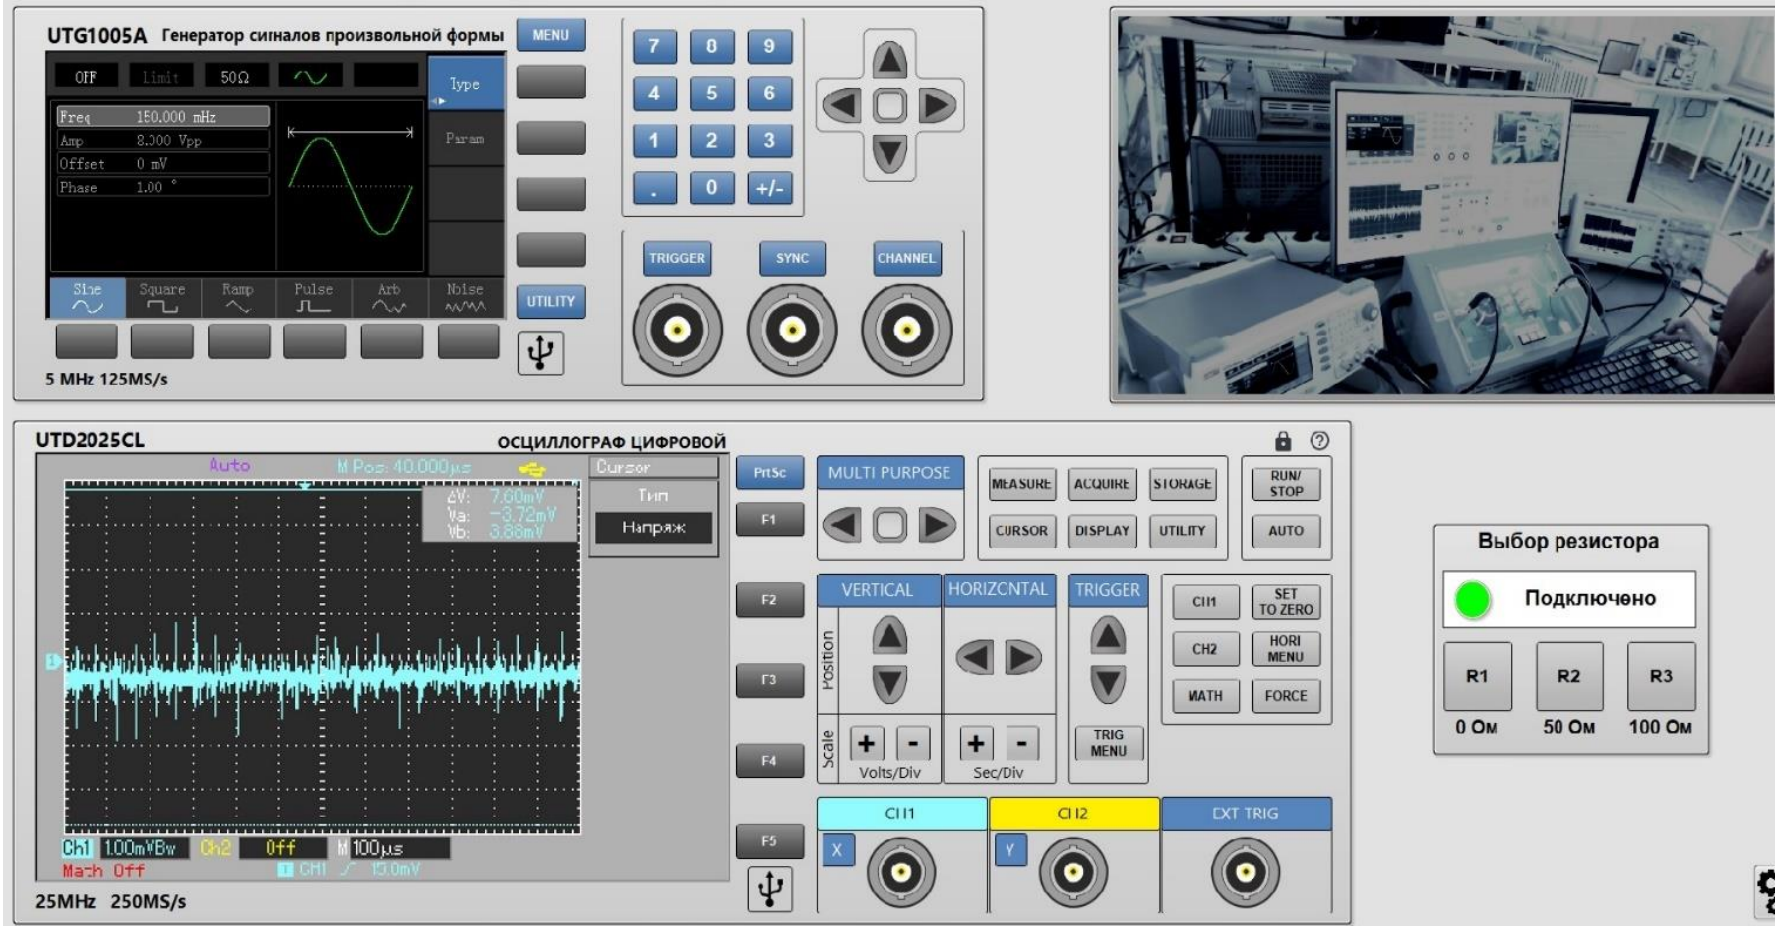 UTG1005A Генератор сигналов произвольной формы
MENU
OFF Limit 50Ω
Type
Freq 150.000 mHz
Amp 8.000 Vpp
Offset 0 mV
Phase 1.00 °
Param
Sine Square Ramp Pulse Arb Noise
UTILITY
5 MHz 125MS/s
7 8 9
4 5 6
1 2 3
. 0 +/-
TRIGGER SYNC CHANNEL
UTD2025CL ОСЦИЛЛОГРАФ ЦИФРОВОЙ
Auto M Pos: 40.000µs
Cursor
Тип
Напряж
ΔV: 7.60mV
Va: -3.72mV
Vb: 3.88mV
1
Ch1 1.00mVBw Ch2 Off M 100µs
Math Off 1 CH1 15.0mV
25MHz 250MS/s
PrtSc
F1
F2
F3
F4
F5
MULTI PURPOSE
MEASURE ACQUIRE STORAGE
CURSOR DISPLAY UTILITY
RUN/
STOP
AUTO
VERTICAL HORIZONTAL TRIGGER
Position
Scale
+ - + -
Volts/Div Sec/Div
TRIG
MENU
CH1 SET
TO ZERO
CH2 HORI
MENU
MATH FORCE
CH1 CH2 EXT TRIG
X Y
?
Выбор резистора
Подключено
R1 R2 R3
0 Ом 50 Ом 100 Ом